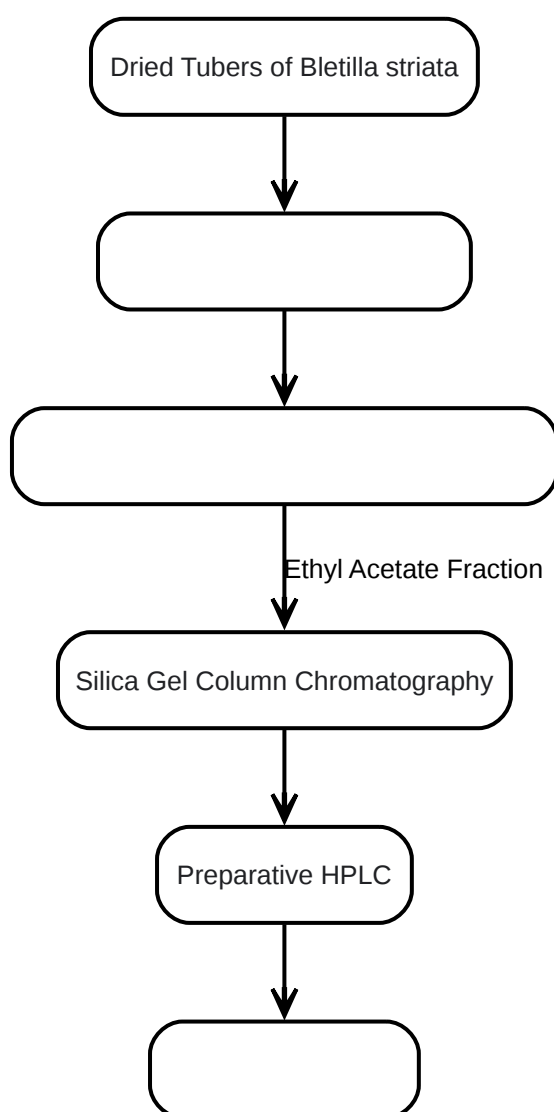 Dried Tubers of Bletilla striata
Ethyl Acetate Fraction
Silica Gel Column Chromatography
Preparative HPLC